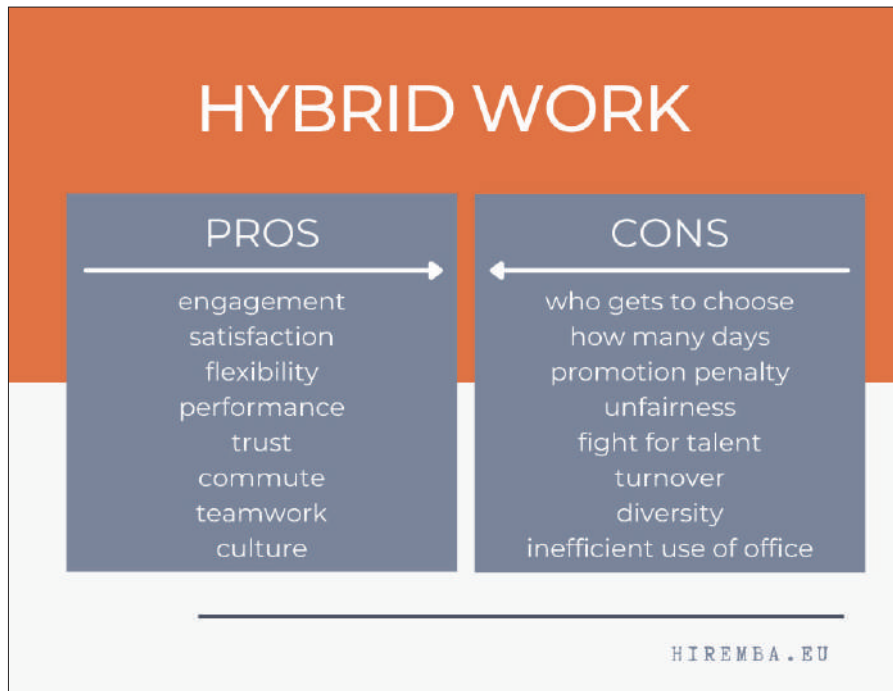 HYBRID WORK
PROS
engagement
satisfaction
flexibility
performance
trust
commute
teamwork
culture
CONS
who gets to choose
how many days
promotion penalty
unfairness
fight for talent
turnover
diversity
inefficient use of office
HIREMBA.EU